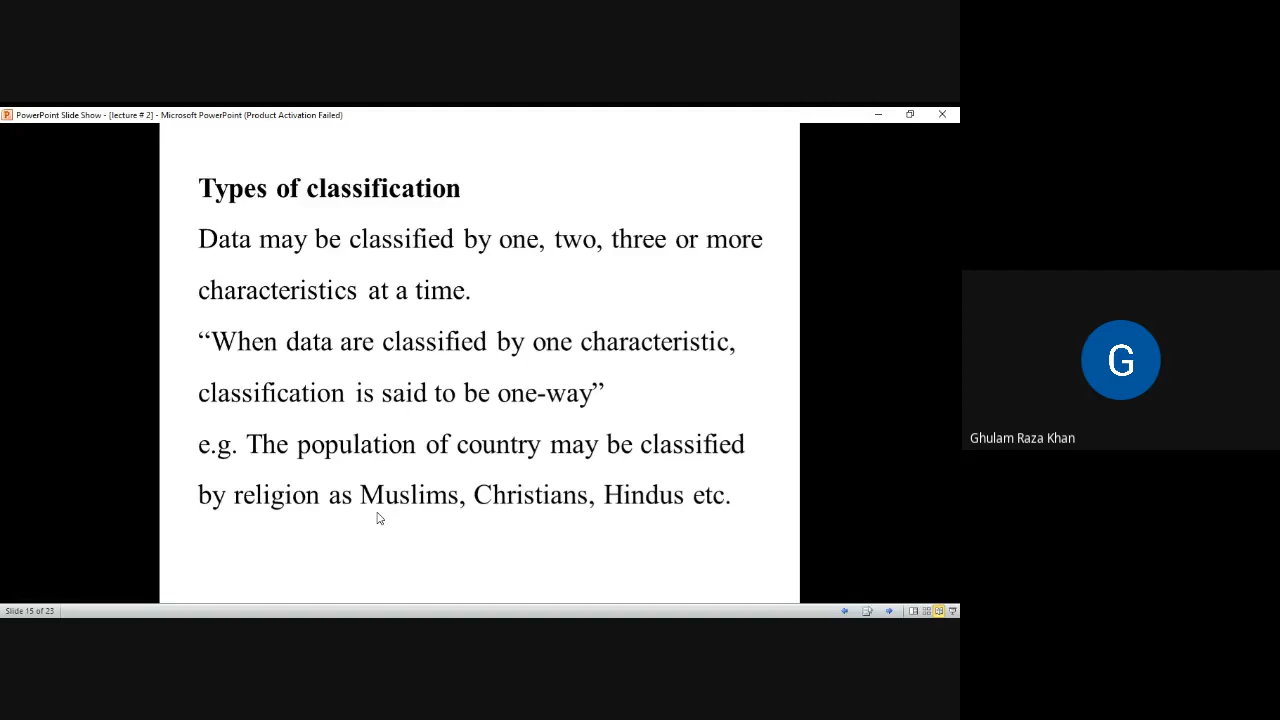 PowerPoint Slide Show - [lecture # 2] - Microsoft PowerPoint (Product Activation Failed)
Types of classification
Data may be classified by one, two, three or more
characteristics at a time.
“When data are classified by one characteristic,
classification is said to be one-way”
e.g. The population of country may be classified
by religion as Muslims, Christians, Hindus etc.
Slide 15 of 23
G
Ghulam Raza Khan